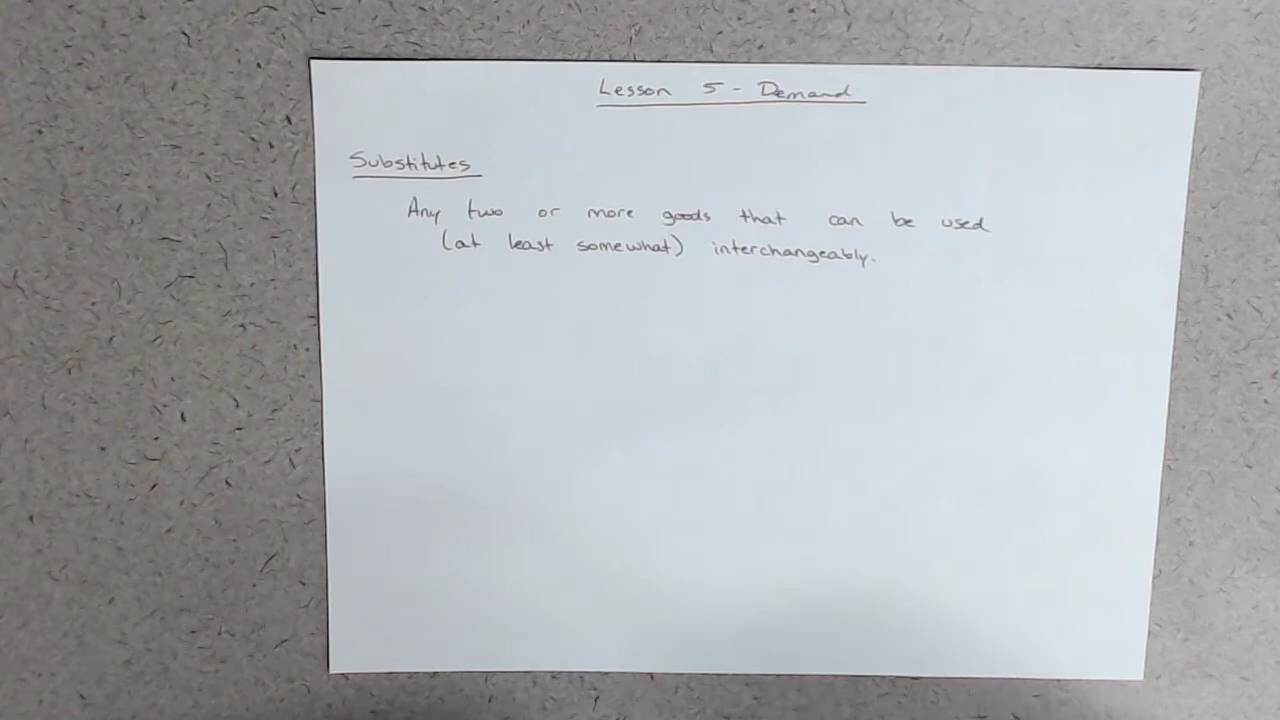 Lesson 5 - Demand
Substitutes
Any two or more goods that can be used
(at least somewhat) interchangeably.